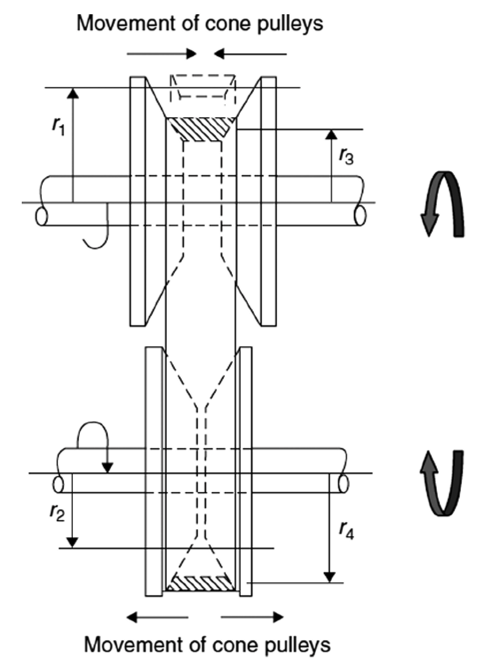 Movement of cone pulleys
r1
r3
r2
r4
Movement of cone pulleys